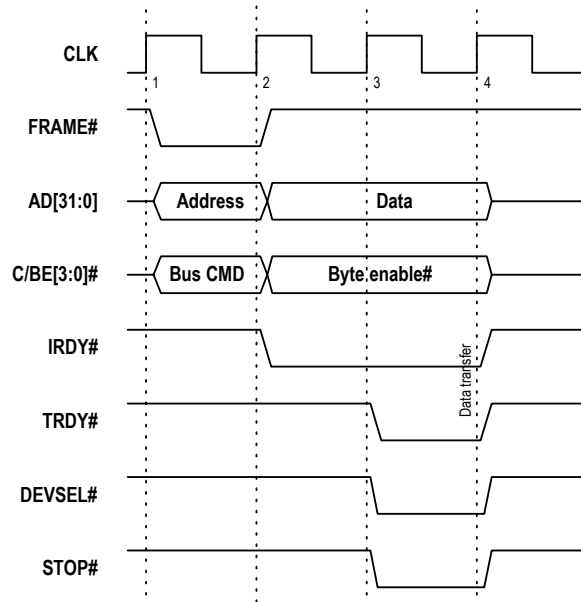 CLK
1 2 3 4
FRAME#
AD[31:0] Address Data
C/BE[3:0]# Bus CMD Byte enable#
IRDY#
Data transfer
TRDY#
DEVSEL#
STOP#